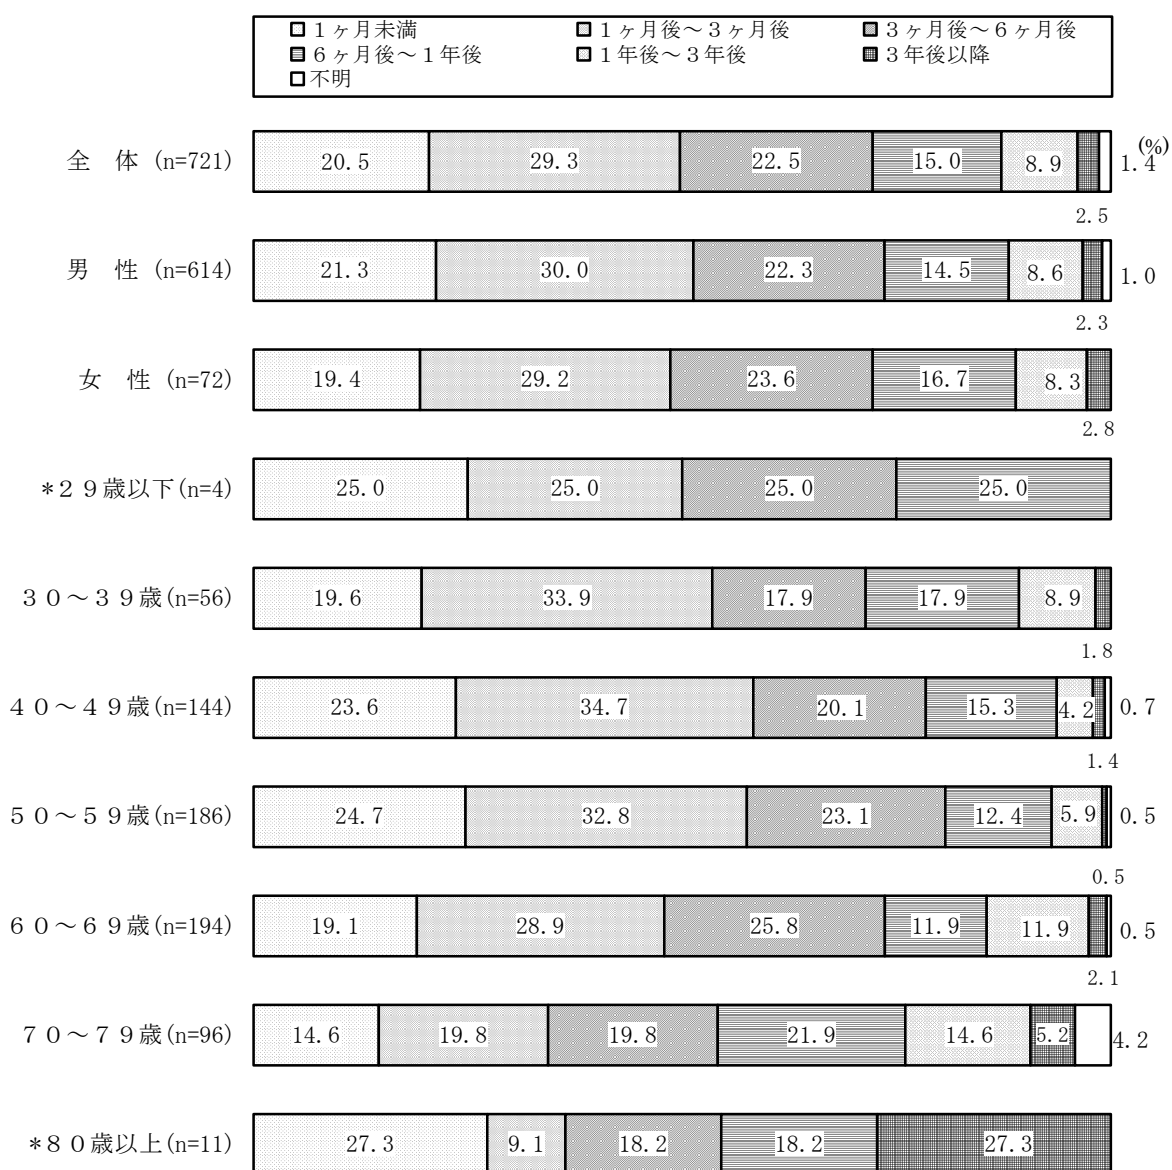 １ヶ月未満 １ヶ月後～３ヶ月後 ３ヶ月後～６ヶ月後
６ヶ月後～１年後 １年後～３年後 ３年後以降
不明
(%)
全　体 (n=721) 20.5 29.3 22.5 15.0 8.9 1.4
2.5
男　性 (n=614) 21.3 30.0 22.3 14.5 8.6 1.0
2.3
女　性 (n=72) 19.4 29.2 23.6 16.7 8.3
2.8
*２９歳以下(n=4) 25.0 25.0 25.0 25.0
３０～３９歳(n=56) 19.6 33.9 17.9 17.9 8.9
1.8
４０～４９歳(n=144) 23.6 34.7 20.1 15.3 4.2 0.7
1.4
５０～５９歳(n=186) 24.7 32.8 23.1 12.4 5.9 0.5
0.5
６０～６９歳(n=194) 19.1 28.9 25.8 11.9 11.9 0.5
2.1
７０～７９歳(n=96) 14.6 19.8 19.8 21.9 14.6 5.2 4.2
*８０歳以上(n=11) 27.3 9.1 18.2 18.2 27.3